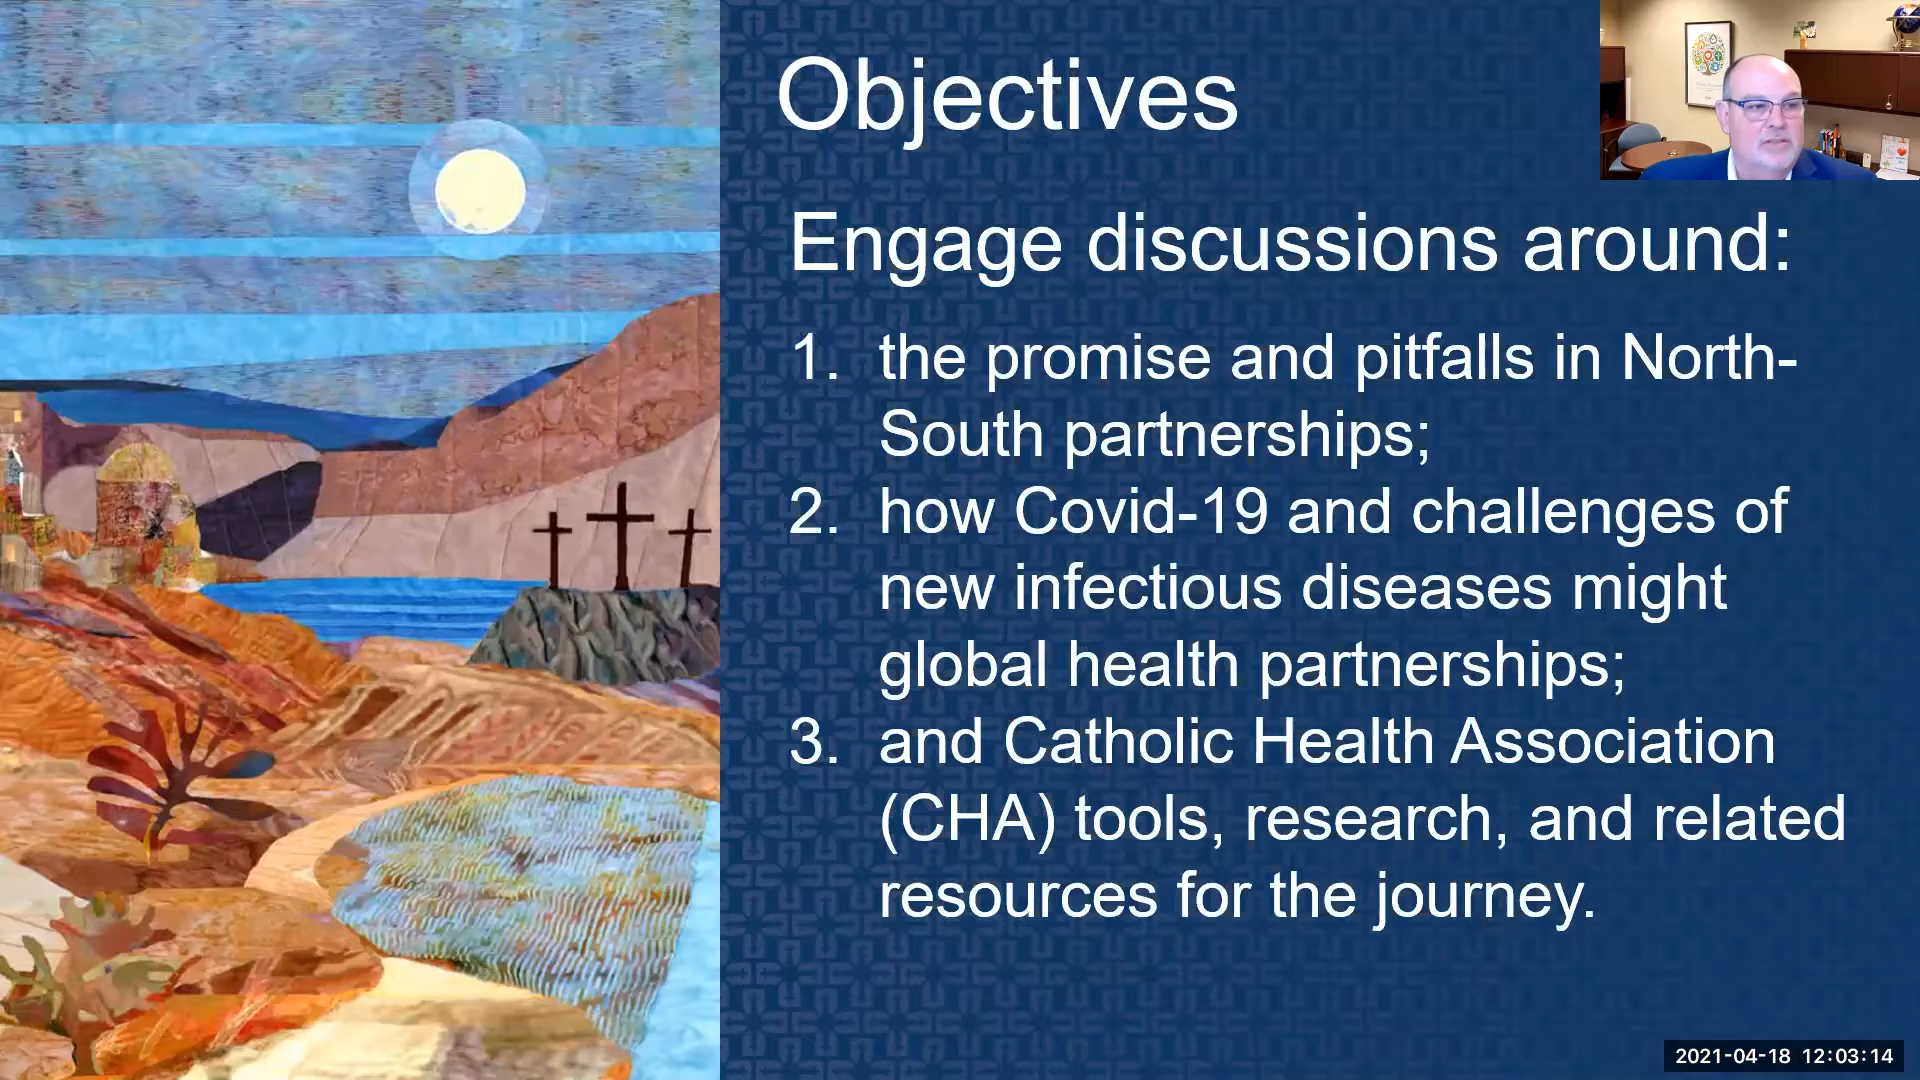 Objectives
Engage discussions around:
1. the promise and pitfalls in North-
South partnerships;
2. how Covid-19 and challenges of
new infectious diseases might
global health partnerships;
3. and Catholic Health Association
(CHA) tools, research, and related
resources for the journey.
2021-04-18 12:03:14